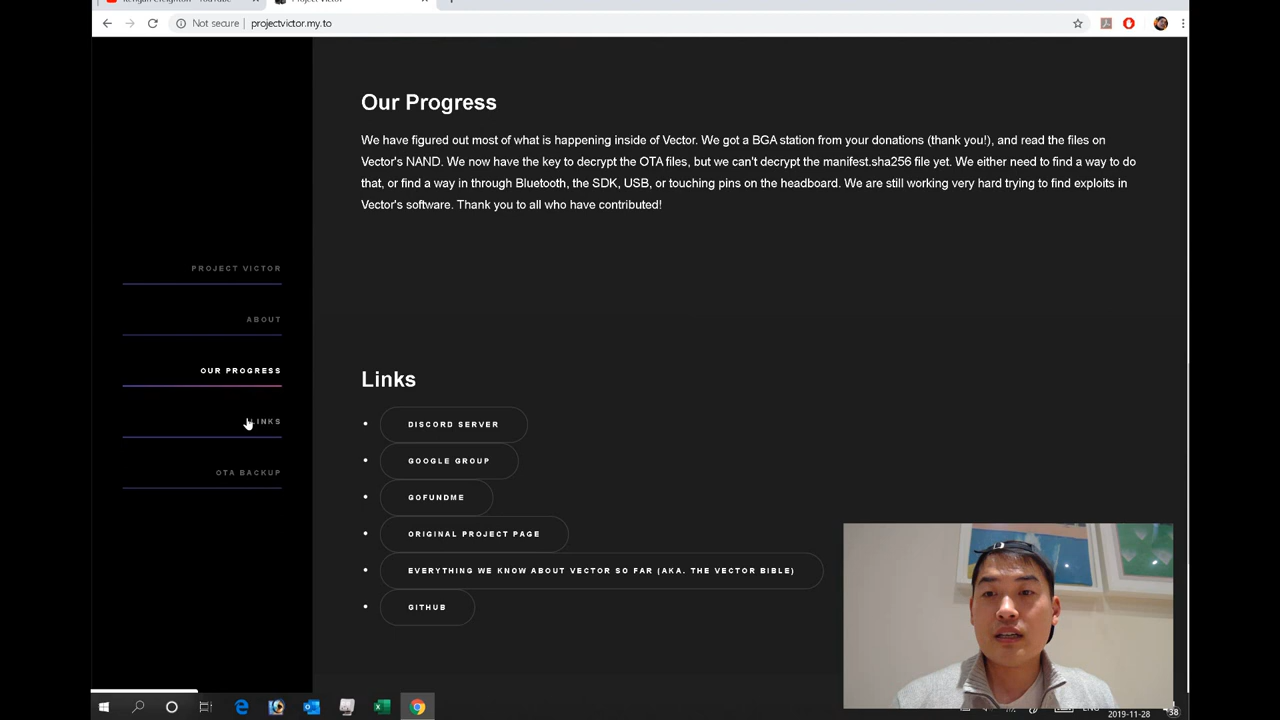 Not secure
projectvictor.my.to
Our Progress
We have figured out most of what is happening inside of Vector. We got a BGA station from your donations (thank you!), and read the files on
Vector's NAND. We now have the key to decrypt the OTA files, but we can't decrypt the manifest.sha256 file yet. We either need to find a way to do
that, or find a way in through Bluetooth, the SDK, USB, or touching pins on the headboard. We are still working very hard trying to find exploits in
Vector's software. Thank you to all who have contributed!
PROJECT VICTOR
ABOUT
OUR PROGRESS
LINKS
OTA BACKUP
Links
DISCORD SERVER
GOOGLE GROUP
GOFUNDME
ORIGINAL PROJECT PAGE
EVERYTHING WE KNOW ABOUT VECTOR SO FAR (AKA. THE VECTOR BIBLE)
GITHUB
2019-11-28
38